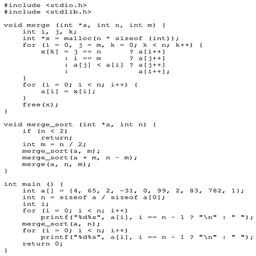 #include <stdio.h>
#include <stdlib.h>
void merge (int *a, int n, int m) {
int i, j, k;
int *x = malloc(n * sizeof (int));
for (i = 0, j = m, k = 0; k < n; k++) {
x[k] = j == n ? a[i++]
: i == m ? a[j++]
: a[j] < a[i] ? a[j++]
: a[i++];
}
for (i = 0; i < n; i++) {
a[i] = x[i];
}
free(x);
}
void merge_sort (int *a, int n) {
if (n < 2)
return;
int m = n / 2;
merge_sort(a, m);
merge_sort(a + m, n - m);
merge(a, n, m);
}
int main () {
int a[] = {4, 65, 2, -31, 0, 99, 2, 83, 782, 1};
int n = sizeof a / sizeof a[0];
int i;
for (i = 0; i < n; i++)
printf("%d%s", a[i], i == n - 1 ? "\n" : " ");
merge_sort(a, n);
for (i = 0; i < n; i++)
printf("%d%s", a[i], i == n - 1 ? "\n" : " ");
return 0;
}